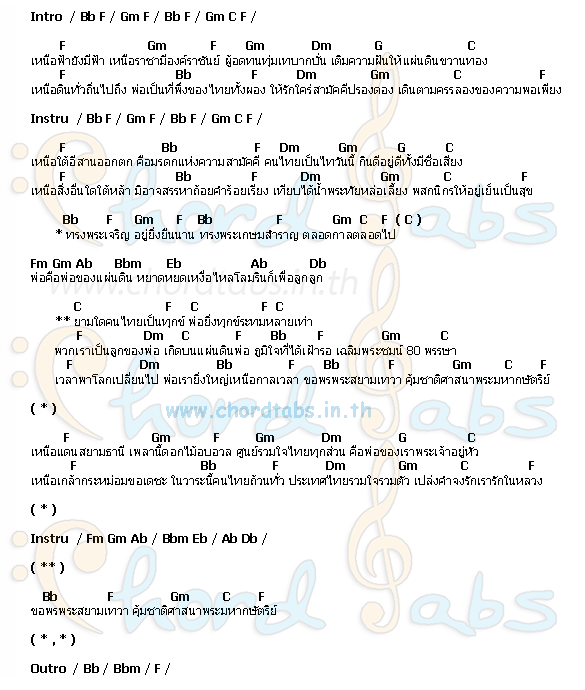 Intro / Bb F / Gm F / Bb F / Gm C F /
F Gm F Gm Dm G C
เหนือฟ้ายังมีฟ้า เหนือราชามีองค์ราชันย์ ผู้อดทนทุ่มเทบากบั่น เติมความฝันให้แผ่นดินขวานทอง
F Bb F Dm Gm C F
เหนือดินทั่วถิ่นไปถึง พ่อเป็นที่พึ่งของไทยทั้งผอง ให้รักใคร่สามัคคีปรองดอง เดินตามครรลองของความพอเพียง
Instru / Bb F / Gm F / Bb F / Gm C F /
F Bb F Dm Gm G C
เหนือใต้อีสานออกตก คือมรดกแห่งความสามัคคี คนไทยเป็นไทวันนี้ กินดีอยู่ดีทั้งมีชื่อเสียง
F Bb F Dm Gm C F
เหนือสิ่งอื่นใดใต้หล้า มิอาจสรรหาถ้อยคำร้อยเรียง เทียบได้น้ำพระทัยหล่อเลี้ยง พสกนิกรให้อยู่เย็นเป็นสุข
Bb F Gm F Bb F Gm C F ( C )
* ทรงพระเจริญ อยู่ยิ่งยืนนาน ทรงพระเกษมสำราญ ตลอดกาลตลอดไป
Fm Gm Ab Bbm Eb Ab Db
พ่อคือพ่อของแผ่นดิน หยาดหยดเหงื่อไหลโลมรินก็เพื่อลูกลูก
www.chordtabs.in.th
C F C F C
** ยามใดคนไทยเป็นทุกข์ พ่อยิ่งทุกข์ระทมหลายเท่า
F Dm C F Bb F Gm C
พวกเราเป็นลูกของพ่อ เกิดบนแผ่นดินพ่อ ภูมิใจที่ได้เฝ้ารอ เฉลิมพระชนม์ 80 พรรษา
F Dm Bb F Bb F Gm C F
เวลาพาโลกเปลี่ยนไป พ่อเรายิ่งใหญ่เหนือกาลเวลา ขอพรพระสยามเทวา คุ้มชาติศาสนาพระมหากษัตริย์
( * )
www.chordtabs.in.th
F Gm F Gm Dm G C
เหนือแดนสยามธานี เพลานี้ดอกไม้อบอวล ศูนย์รวมใจไทยทุกส่วน คือพ่อของเราพระเจ้าอยู่หัว
F Bb F Dm Gm C F
เหนือเกล้ากระหม่อมขอเดชะ ในวาระนี้คนไทยถ้วนทั่ว ประเทศไทยรวมใจรวมตัว เปล่งคำจงรักเรารักในหลวง
( * )
Instru / Fm Gm Ab / Bbm Eb / Ab Db /
( ** )
Bb F Gm C F
ขอพรพระสยามเทวา คุ้มชาติศาสนาพระมหากษัตริย์
( * , * )
Outro / Bb / Bbm / F /